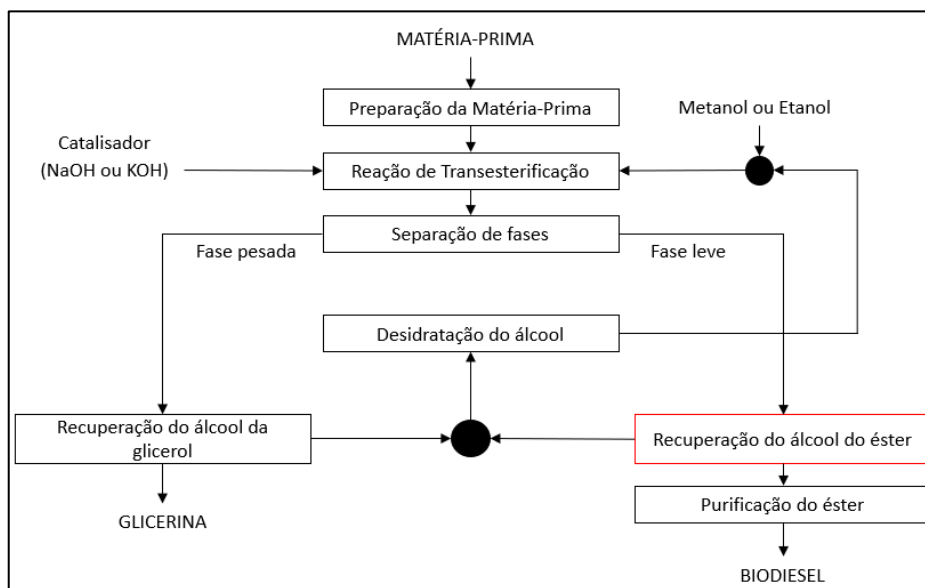 MATÉRIA-PRIMA
Preparação da Matéria-Prima
Metanol ou Etanol
Catalisador
(NaOH ou KOH)
Reação de Transesterificação
Separação de fases
Fase pesada
Fase leve
Desidratação do álcool
Recuperação do álcool da
glicerol
Recuperação do álcool do éster
Purificação do éster
GLICERINA
BIODIESEL